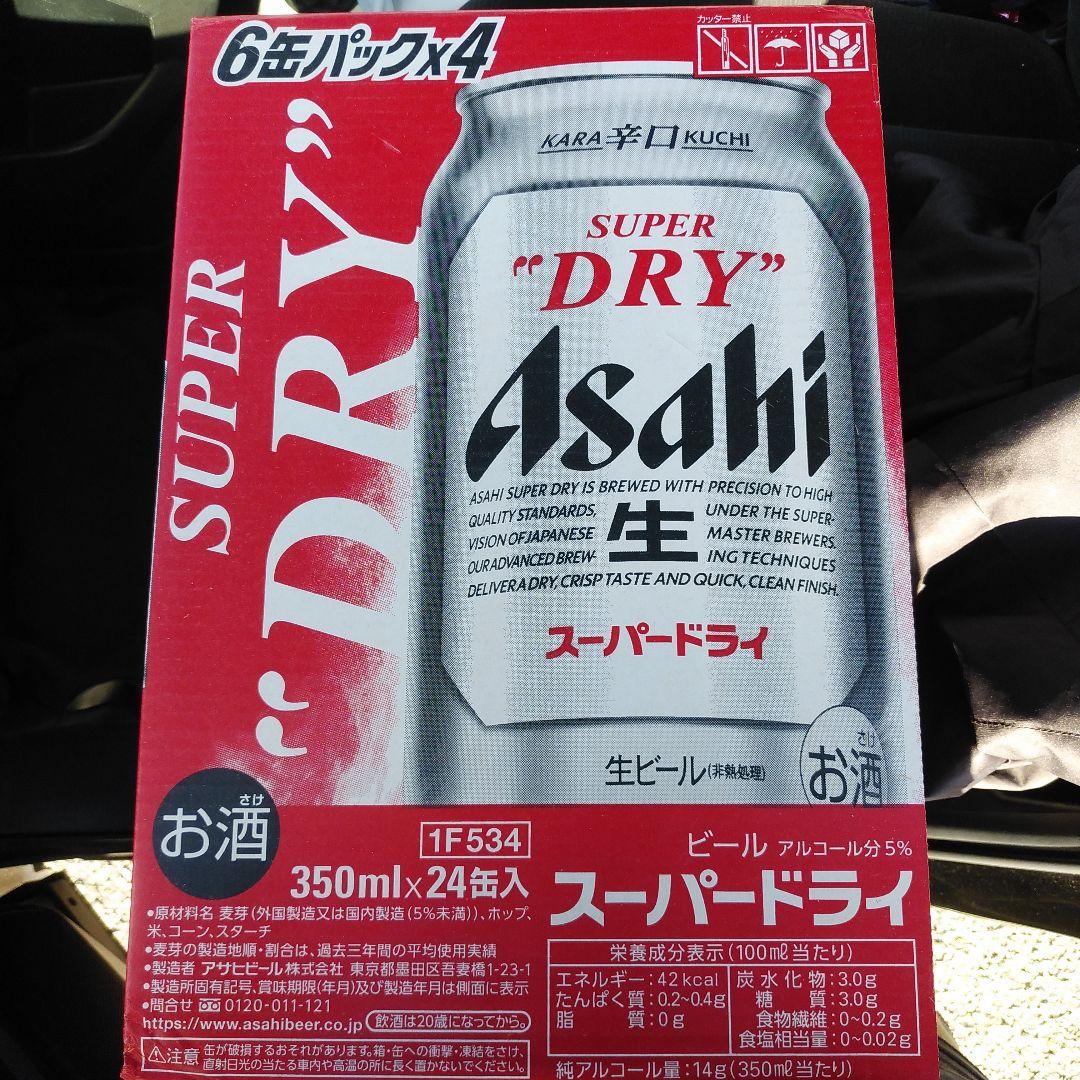 6缶パックx4
カッター禁止
SUPER
"DRY"
KARA 辛口 KUCHI
SUPER
"DRY"
Asahi
ASAHI SUPER DRY IS BREWED WITH PRECISION TO HIGH
QUALITY STANDARDS, UNDER THE SUPER-
VISION OF JAPANESE 生 MASTER BREWERS.
OUR ADVANCED BREW- ING TECHNIQUES
DELIVER A DRY, CRISP TASTE AND QUICK, CLEAN FINISH.
スーパードライ
生ビール(非熱処理)
さけ
お酒
さけ
お酒
1F534
350ml×24缶入
ビール アルコール分5%
スーパードライ
•原材料名 麦芽(外国製造又は国内製造(5%未満))、ホップ、
米、コーン、スターチ
•麦芽の製造地順・割合は、過去三年間の平均使用実績
•製造者 アサヒビール株式会社 東京都墨田区吾妻橋1-23-1
•製造所固有記号、賞味期限(年月)及び製造年月は側面に表示
•問合せ 0120-011-121
https://www.asahibeer.co.jp 飲酒は20歳になってから。
⚠注意 缶が破損するおそれがあります。箱・缶への衝撃・凍結をさけ、
直射日光の当たる車内や高温の所に長く置かないでください。
栄養成分表示(100㎖当たり)
エネルギー:42kcal
たんぱく質:0.2~0.4g
脂質:0g
炭水化物:3.0g
糖質:3.0g
食物繊維:0~0.2g
食塩相当量:0~0.02g
純アルコール量:14g(350㎖当たり)